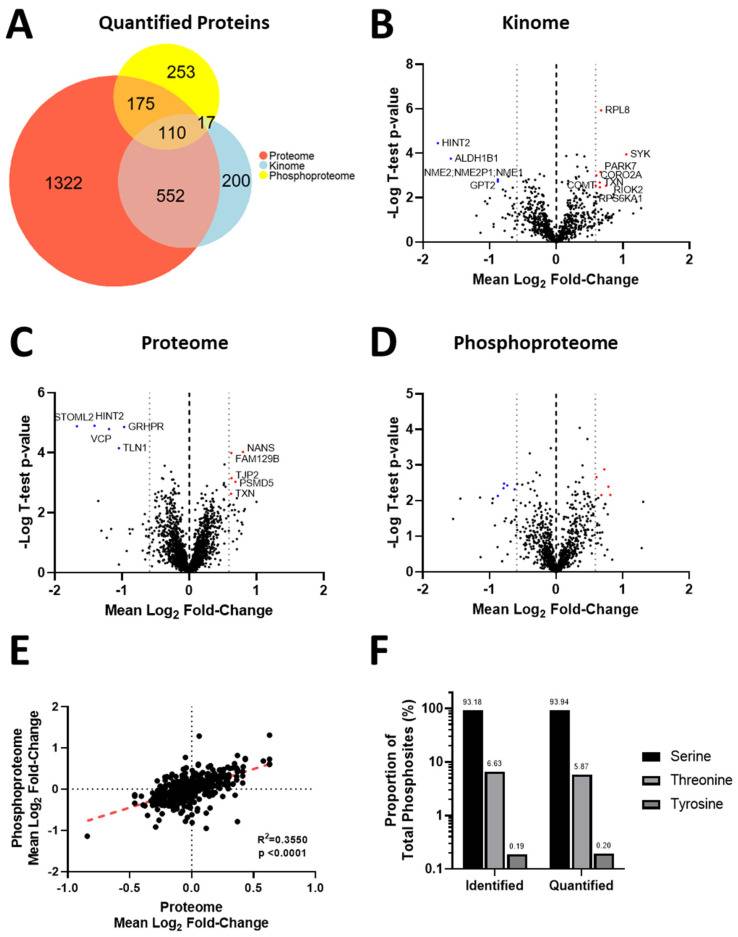 A
Quantified Proteins
253
175
17
110
1322
552
200
Proteome
Kinome
Phosphoproteome
B
Kinome
-Log T-test p-value
8
6
4
2
0
-2
-1
0
1
2
Mean Log2 Fold-Change
RPL8
HINT2
SYK
ALDH1B1
PARK7
NME2;NME2P1;NME1
CORO2A
GPT2
COMT
TXN
RIOK2
RPS6KA1
C
Proteome
-Log T-test p-value
6
4
2
0
-2
-1
0
1
2
Mean Log2 Fold-Change
STOML2
HINT2
GRHPR
VCP
TLN1
NANS
FAM129B
TJP2
PSMD5
TXN
D
Phosphoproteome
-Log T-test p-value
5
4
3
2
1
0
-2
-1
0
1
2
Mean Log2 Fold-Change
E
Phosphoproteome
Mean Log2 Fold-Change
2
1
0
-1
-2
-1.0
-0.5
0.0
0.5
1.0
R2=0.3550
p <0.0001
Proteome
Mean Log2 Fold-Change
F
Proportion of
Total Phosphosites (%)
100
10
1
0.1
93.18
6.63
0.19
93.94
5.87
0.20
Identified
Quantified
Serine
Threonine
Tyrosine